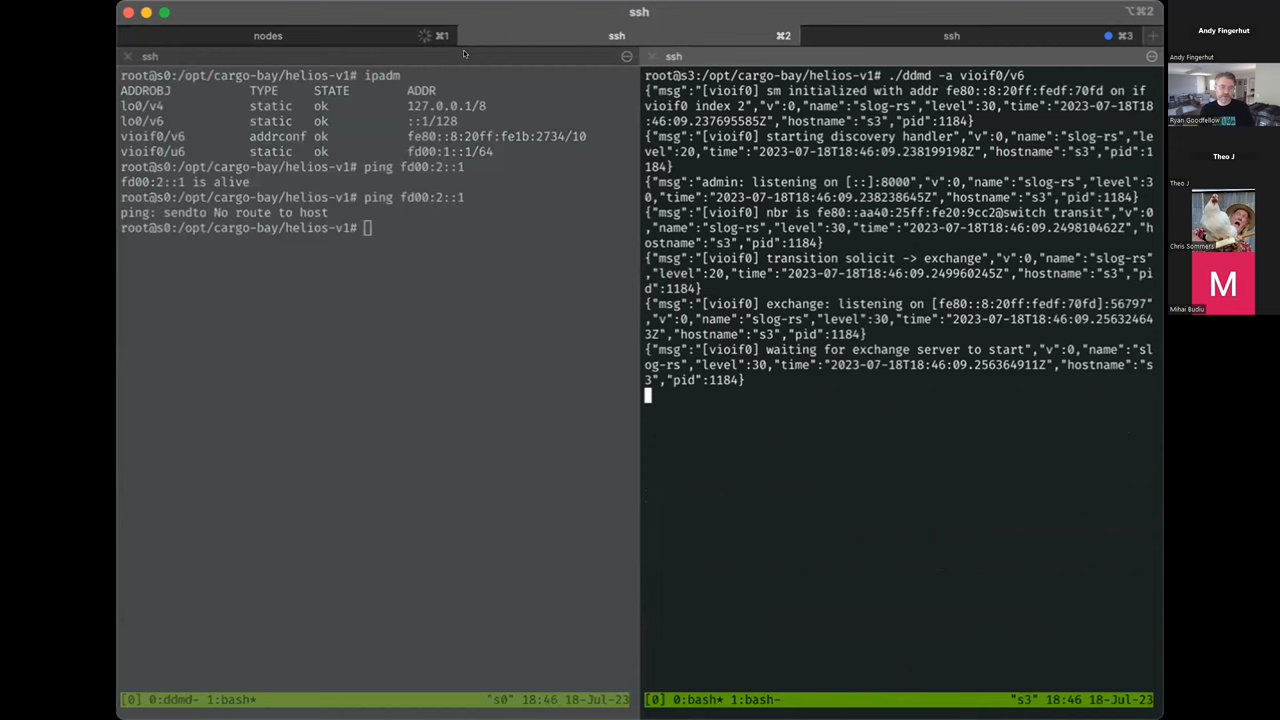 ssh
⌥⌘2
nodes
⌘1
ssh
⌘2
ssh
⌘3
ssh
root@s0:/opt/cargo-bay/helios-v1# ipadm
ADDROBJ TYPE STATE ADDR
lo0/v4 static ok 127.0.0.1/8
lo0/v6 static ok ::1/128
vioif0/v6 addrconf ok fe80::8:20ff:fe1b:2734/10
vioif0/u6 static ok fd00:1::1/64
root@s0:/opt/cargo-bay/helios-v1# ping fd00:2::1
fd00:2::1 is alive
root@s0:/opt/cargo-bay/helios-v1# ping fd00:2::1
ping: sendto No route to host
root@s0:/opt/cargo-bay/helios-v1#
[0] 0:ddmd- 1:bash* "s0" 18:46 18-Jul-23
ssh
root@s3:/opt/cargo-bay/helios-v1# ./ddmd -a vioif0/v6
{"msg":"[vioif0] sm initialized with addr fe80::8:20ff:fedf:70fd on if
vioif0 index 2","v":0,"name":"slog-rs","level":30,"time":"2023-07-18T18
:46:09.237695585Z","hostname":"s3","pid":1184}
{"msg":"[vioif0] starting discovery handler","v":0,"name":"slog-rs","le
vel":20,"time":"2023-07-18T18:46:09.238199198Z","hostname":"s3","pid":1
184}
{"msg":"admin: listening on [::]:8000","v":0,"name":"slog-rs","level":3
0,"time":"2023-07-18T18:46:09.238238645Z","hostname":"s3","pid":1184}
{"msg":"[vioif0] nbr is fe80::aa40:25ff:fe20:9cc2@switch transit","v":0
,"name":"slog-rs","level":30,"time":"2023-07-18T18:46:09.249810462Z","h
ostname":"s3","pid":1184}
{"msg":"[vioif0] transition solicit -> exchange","v":0,"name":"slog-rs"
,"level":20,"time":"2023-07-18T18:46:09.249960245Z","hostname":"s3","pi
d":1184}
{"msg":"[vioif0] exchange: listening on [fe80::8:20ff:fedf:70fd]:56797"
,"v":0,"name":"slog-rs","level":30,"time":"2023-07-18T18:46:09.25632464
3Z","hostname":"s3","pid":1184}
{"msg":"[vioif0] waiting for exchange server to start","v":0,"name":"sl
og-rs","level":30,"time":"2023-07-18T18:46:09.256364911Z","hostname":"s
3","pid":1184}
[0] 0:bash* 1:bash- "s3" 18:46 18-Jul-23
Andy Fingerhut
Andy Fingerhut
Ryan Goodfellow
Theo J
Theo J
Chris Sommers
M
Mihai Budiu